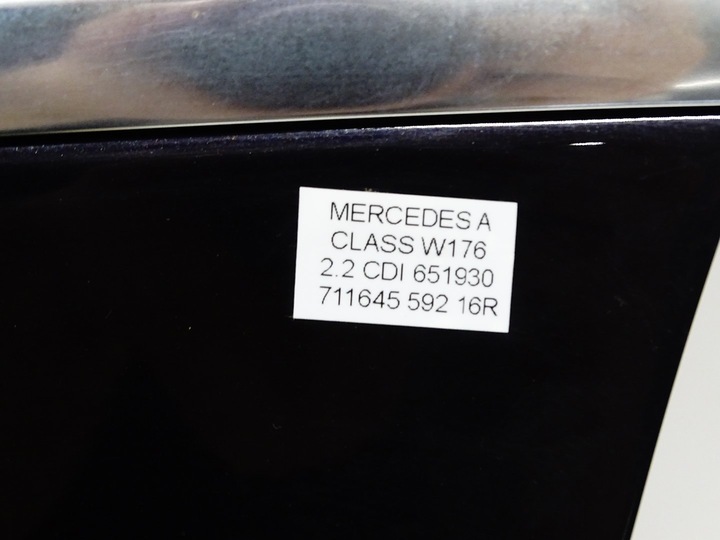 MERCEDES A
CLASS W176
2.2 CDI 651930
711645 592 16R